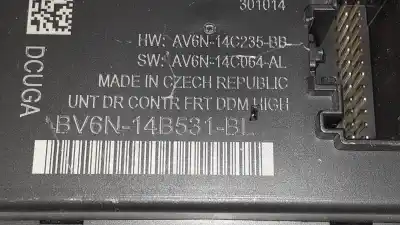 301014
HW: AV6N-14C235-BB
SW: AV6N-14C064-AL
MADE IN CZECH REPUBLIC
UNT DR CONTR FRT DDM HIGH
BV6N-14B531-BL
DCUGA